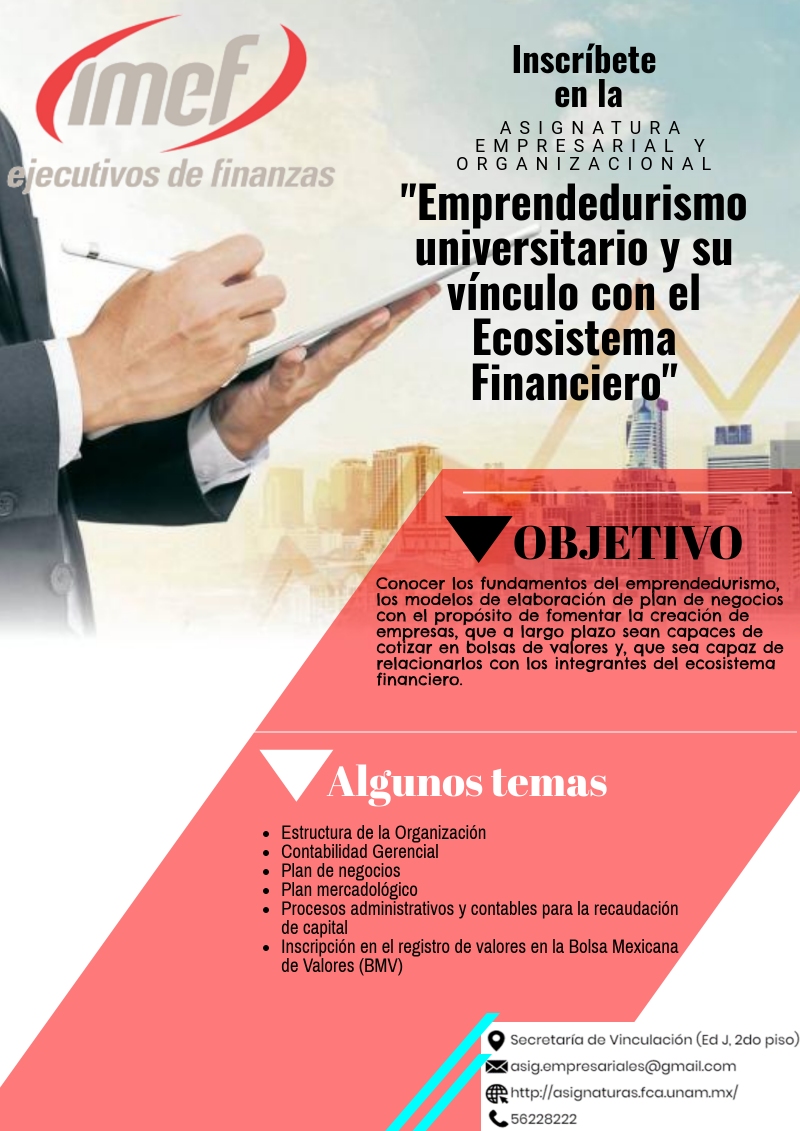 imef
ejecutivos de finanzas
Inscríbete
en la
ASIGNATURA
EMPRESARIAL Y
ORGANIZACIONAL
"Emprendedurismo
universitario y su
vínculo con el
Ecosistema
Financiero"
OBJETIVO
Conocer los fundamentos del emprendedurismo,
los modelos de elaboración de plan de negocios
con el propósito de fomentar la creación de
empresas, que a largo plazo sean capaces de
cotizar en bolsas de valores y, que sea capaz de
relacionarlos con los integrantes del ecosistema
financiero.
Algunos temas
• Estructura de la Organización
• Contabilidad Gerencial
• Plan de negocios
• Plan mercadológico
• Procesos administrativos y contables para la recaudación
de capital
• Inscripción en el registro de valores en la Bolsa Mexicana
de Valores (BMV)
Secretaría de Vinculación (Ed J, 2do piso)
asig.empresariales@gmail.com
http://asignaturas.fca.unam.mx/
56228222